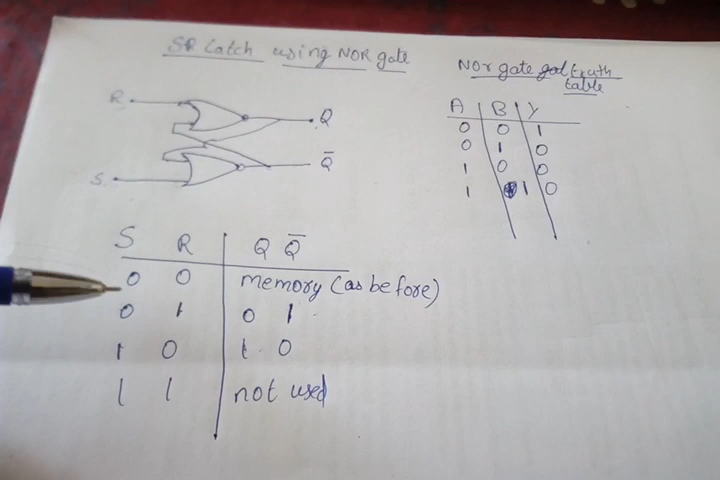 SR Latch using NOR gate
R
Q
Q̄
S
NOr gate truth
table
A B Y
0 0 1
0 1 0
1 0 0
1 1 0
S R Q Q̄
0 0 memory (as before)
0 1 0 1
1 0 1 0
1 1 not used